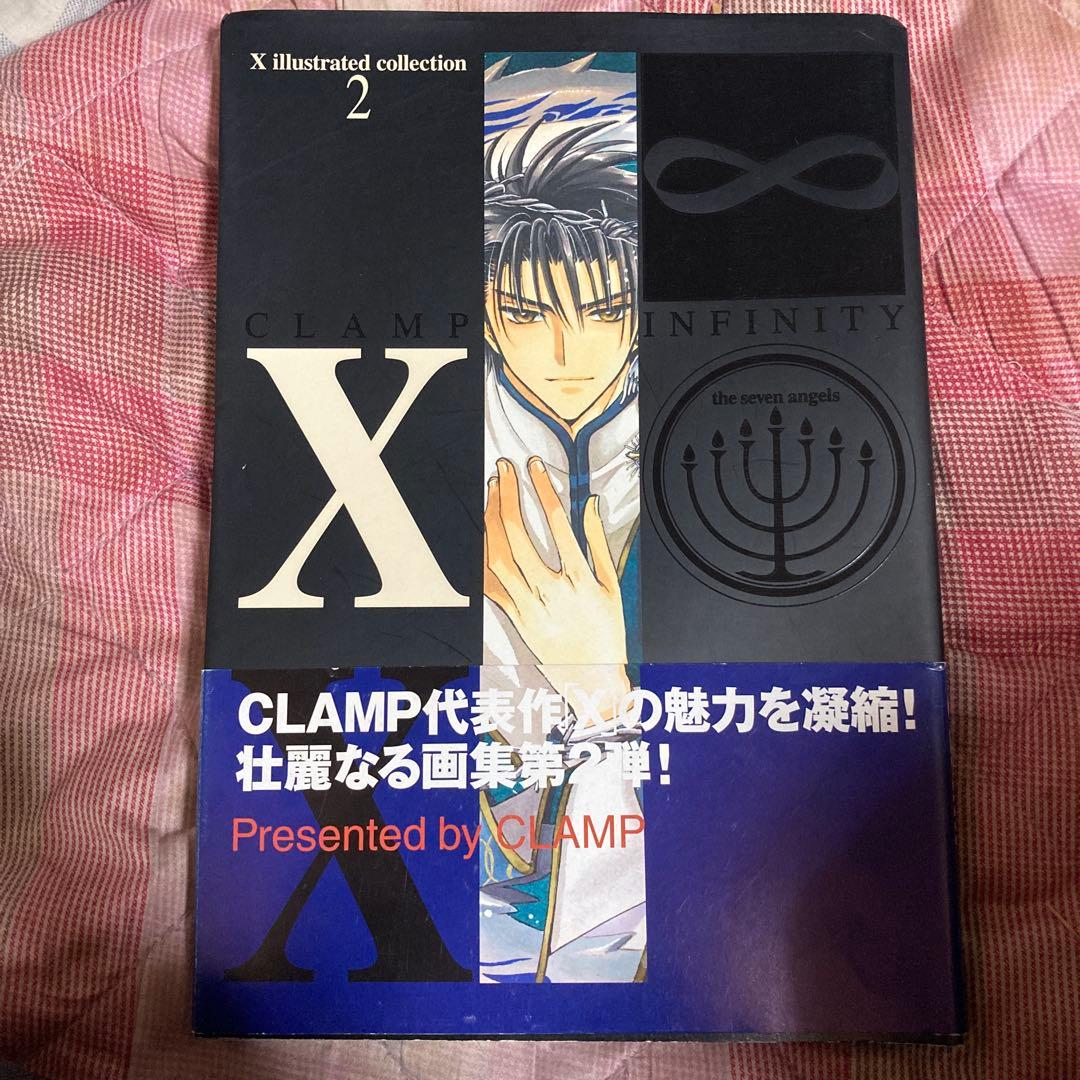 X illustrated collection
2
CLAMP
INFINITY
X
the seven angels
CLAMP代表作「X」の魅力を凝縮!
壮麗なる画集第2弾!
Presented by CLAMP
X